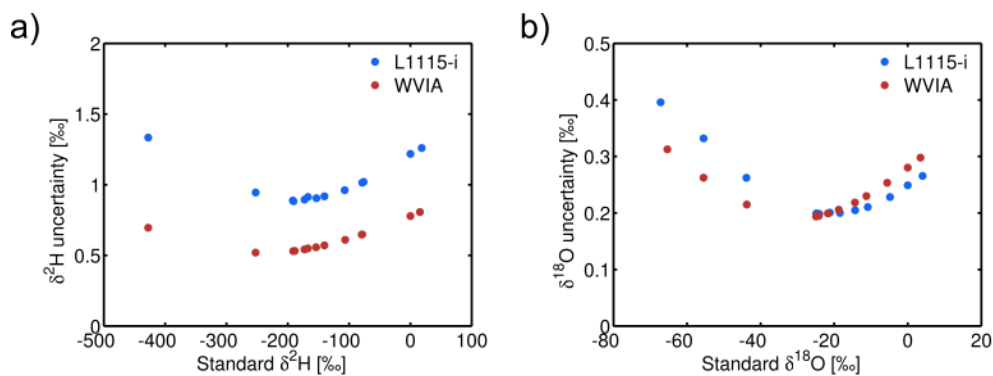 a)
2
1.5
1
0.5
0
δ²H uncertainty [‰]
L1115-i
WVIA
-500 -400 -300 -200 -100 0 100
Standard δ²H [‰]
b)
0.5
0.4
0.3
0.2
0.1
0
δ¹⁸O uncertainty [‰]
L1115-i
WVIA
-80 -60 -40 -20 0 20
Standard δ¹⁸O [‰]